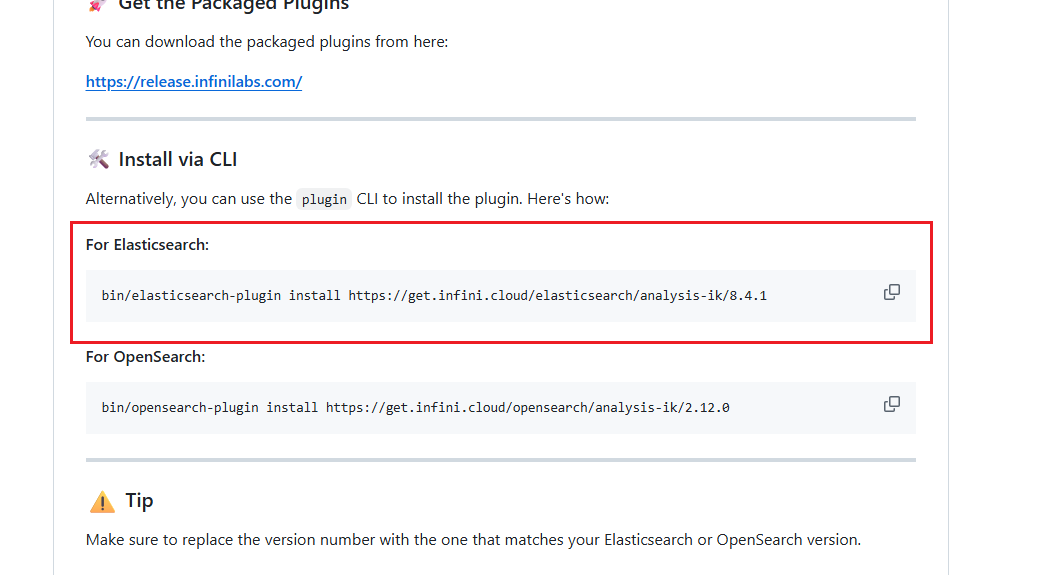 Get the Packaged Plugins
You can download the packaged plugins from here:
https://release.infinilabs.com/
Install via CLI
Alternatively, you can use the plugin CLI to install the plugin. Here's how:
For Elasticsearch:
bin/elasticsearch-plugin install https://get.infini.cloud/elasticsearch/analysis-ik/8.4.1
For OpenSearch:
bin/opensearch-plugin install https://get.infini.cloud/opensearch/analysis-ik/2.12.0
Tip
Make sure to replace the version number with the one that matches your Elasticsearch or OpenSearch version.